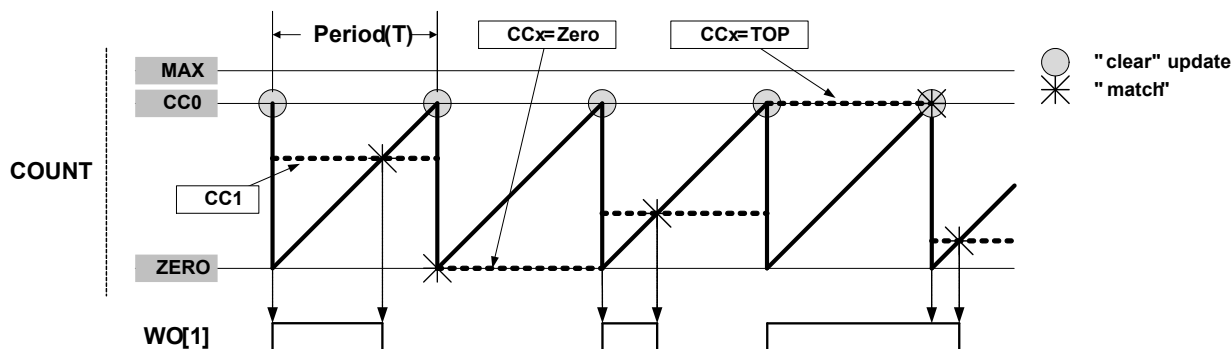 Period(T)
CCx=Zero
CCx=TOP
"clear" update
"match"
MAX
CC0
COUNT
CC1
ZERO
WO[1]